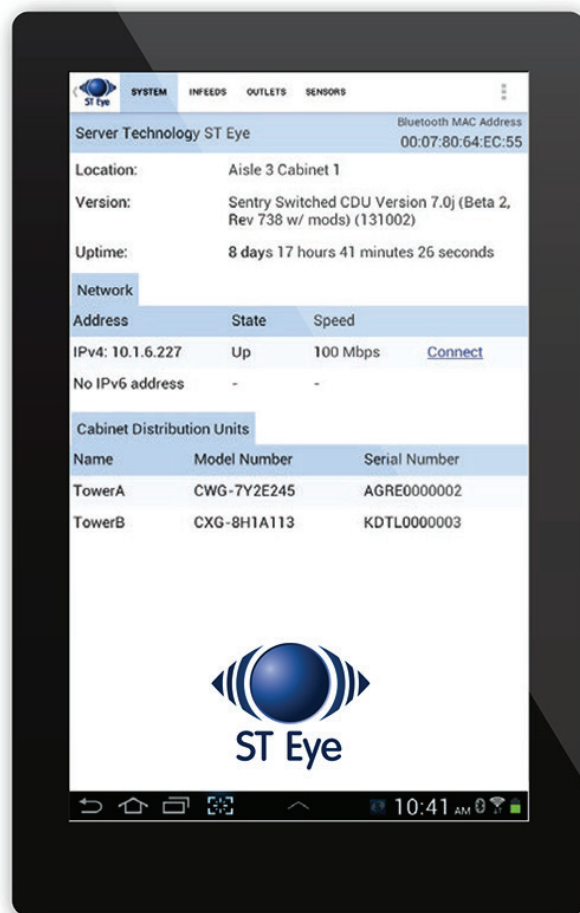 ST Eye SYSTEM INFEEDS OUTLETS SENSORS
Server Technology ST Eye
Bluetooth MAC Address
00:07:80:64:EC:55
Location: Aisle 3 Cabinet 1
Version: Sentry Switched CDU Version 7.0j (Beta 2,
Rev 738 w/ mods) (131002)
Uptime: 8 days 17 hours 41 minutes 26 seconds
Network
Address State Speed
IPv4: 10.1.6.227 Up 100 Mbps Connect
No IPv6 address - -
Cabinet Distribution Units
Name Model Number Serial Number
TowerA CWG-7Y2E245 AGRE0000002
TowerB CXG-8H1A113 KDTL0000003
ST Eye
10:41 AM